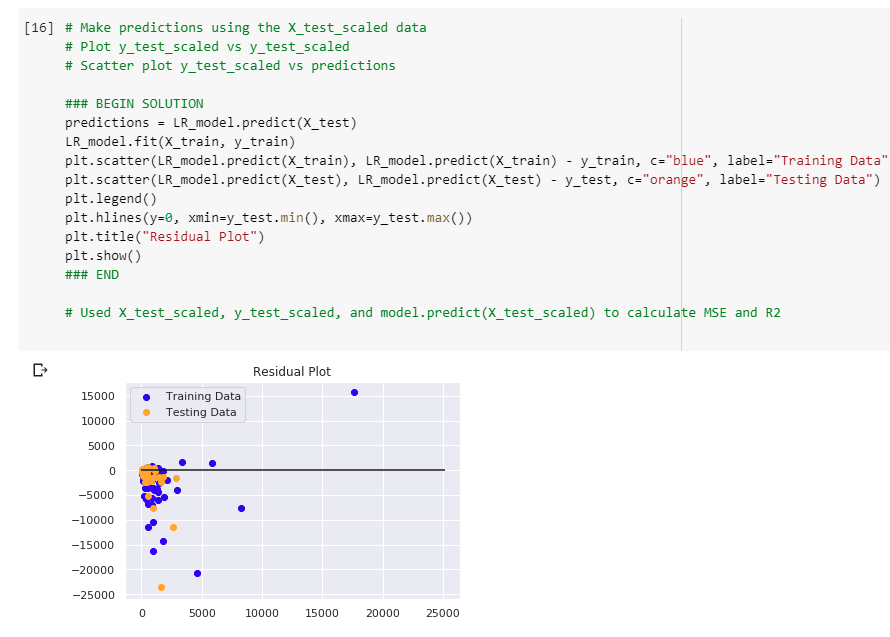 [16] # Make predictions using the X_test_scaled data
# Plot y_test_scaled vs y_test_scaled
# Scatter plot y_test_scaled vs predictions
### BEGIN SOLUTION
predictions = LR_model.predict(X_test)
LR_model.fit(X_train, y_train)
plt.scatter(LR_model.predict(X_train), LR_model.predict(X_train) - y_train, c="blue", label="Training Data"
plt.scatter(LR_model.predict(X_test), LR_model.predict(X_test) - y_test, c="orange", label="Testing Data")
plt.legend()
plt.hlines(y=0, xmin=y_test.min(), xmax=y_test.max())
plt.title("Residual Plot")
plt.show()
### END
# Used X_test_scaled, y_test_scaled, and model.predict(X_test_scaled) to calculate MSE and R2
Residual Plot
Training Data
Testing Data
15000
10000
5000
0
−5000
−10000
−15000
−20000
−25000
0 5000 10000 15000 20000 25000